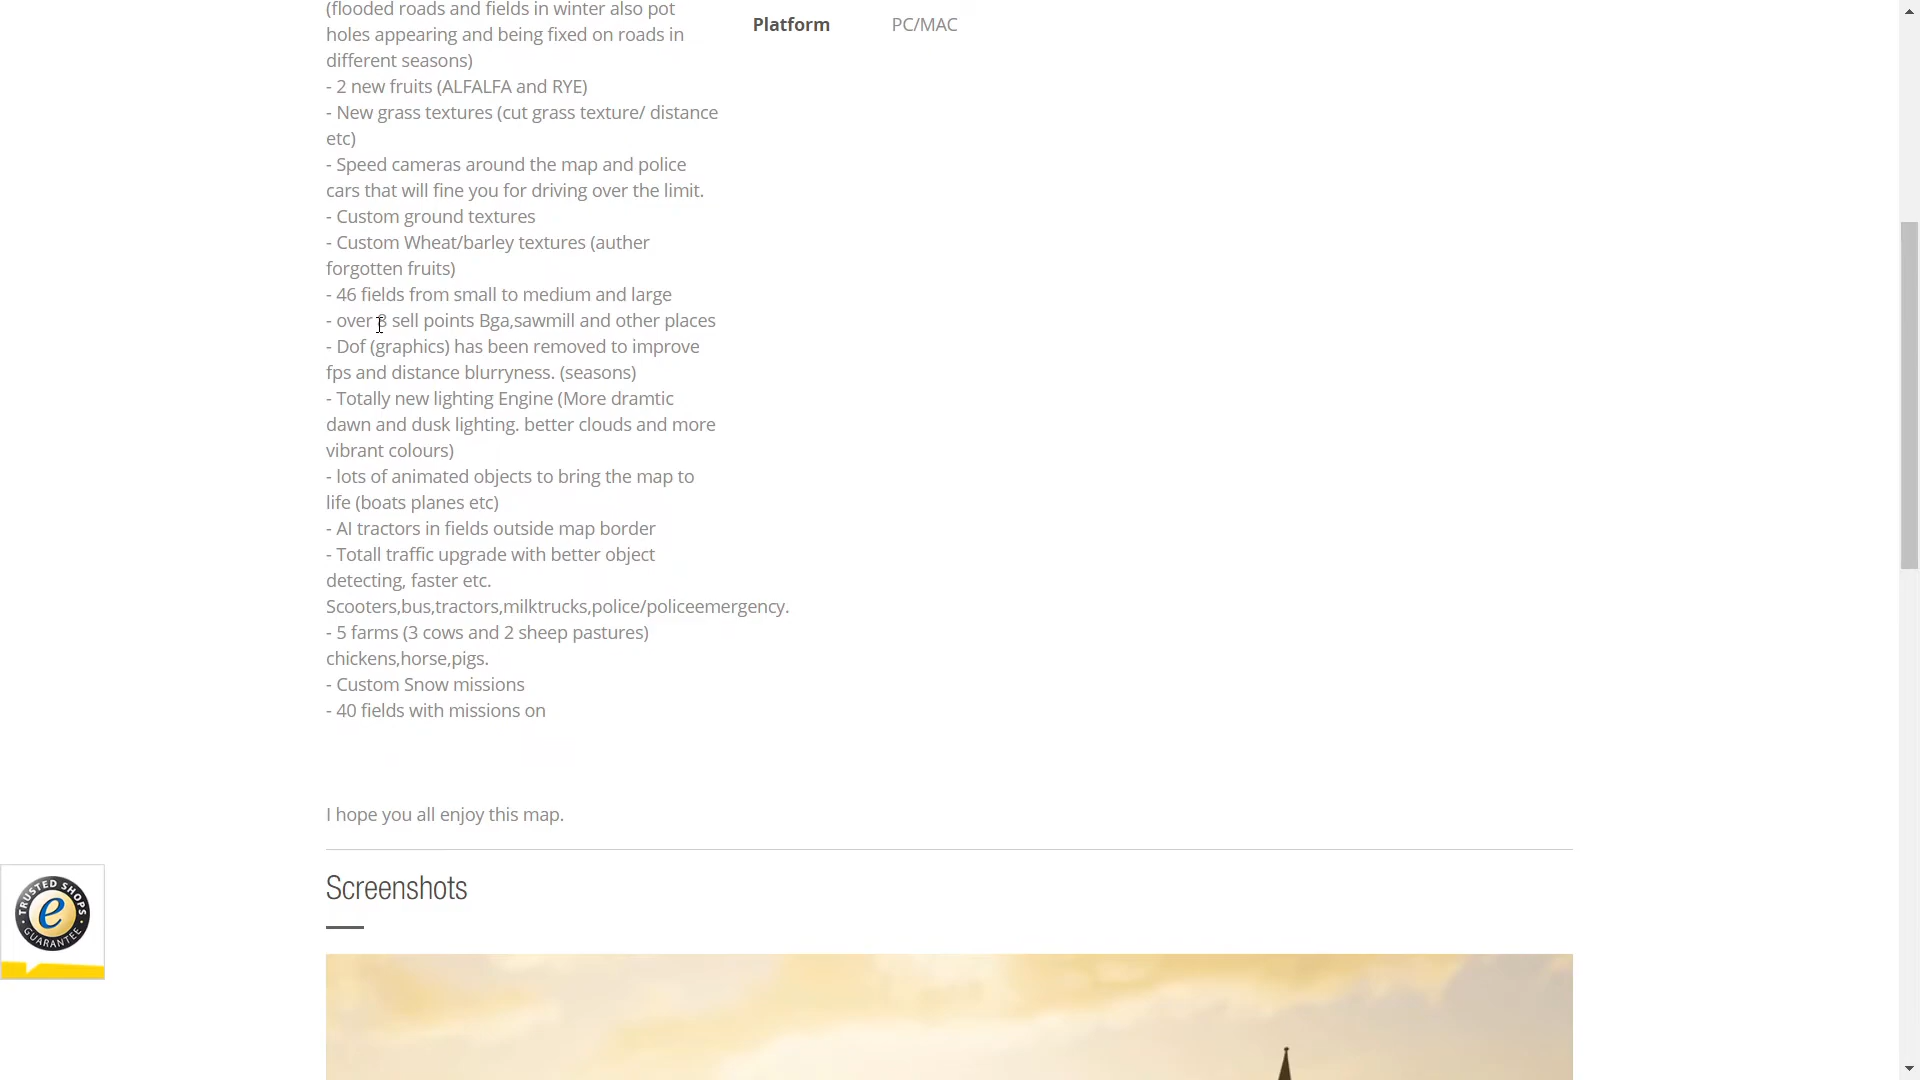 (flooded roads and fields in winter also pot
holes appearing and being fixed on roads in
different seasons)
- 2 new fruits (ALFALFA and RYE)
- New grass textures (cut grass texture/ distance
etc)
- Speed cameras around the map and police
cars that will fine you for driving over the limit.
- Custom ground textures
- Custom Wheat/barley textures (auther
forgotten fruits)
- 46 fields from small to medium and large
- over 8 sell points Bga,sawmill and other places
- Dof (graphics) has been removed to improve
fps and distance blurryness. (seasons)
- Totally new lighting Engine (More dramtic
dawn and dusk lighting. better clouds and more
vibrant colours)
- lots of animated objects to bring the map to
life (boats planes etc)
- AI tractors in fields outside map border
- Totall traffic upgrade with better object
detecting, faster etc.
Scooters,bus,tractors,milktrucks,police/policeemergency.
- 5 farms (3 cows and 2 sheep pastures)
chickens,horse,pigs.
- Custom Snow missions
- 40 fields with missions on
I hope you all enjoy this map.
Platform PC/MAC
Screenshots
TRUSTED SHOPS
e
GUARANTEE